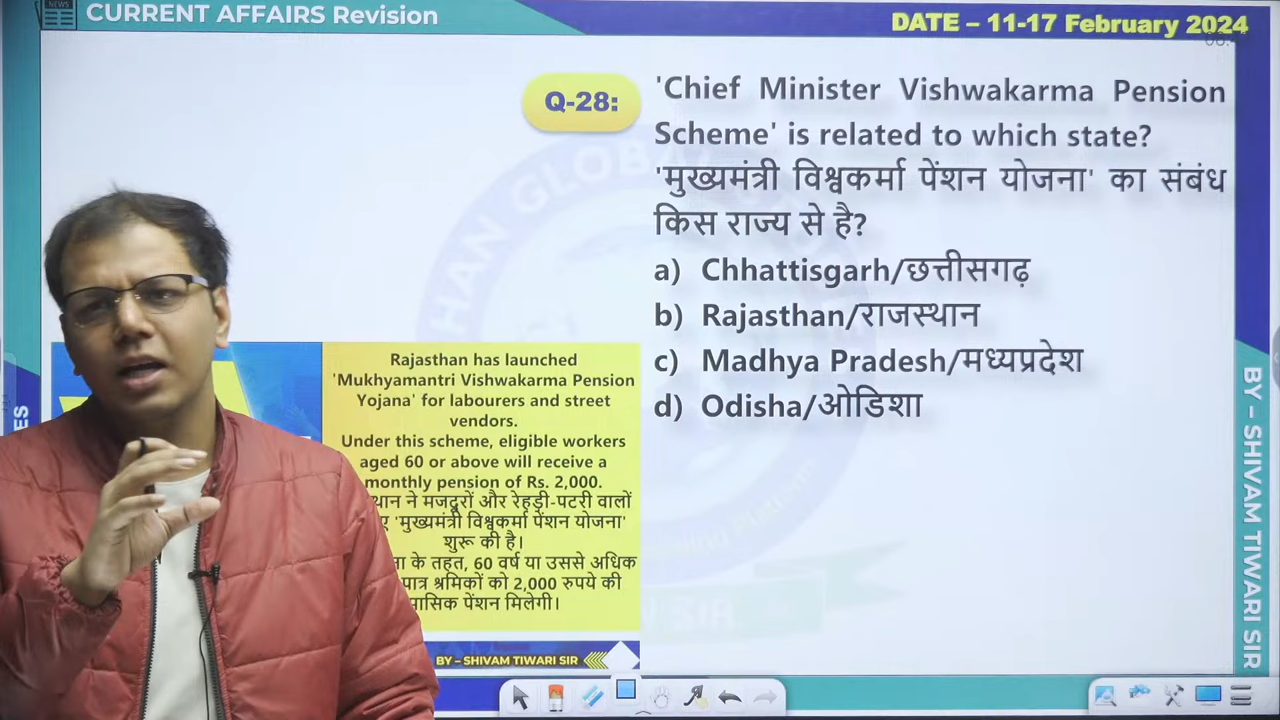 NEWS
CURRENT AFFAIRS Revision
DATE – 11-17 February 2024
Q-28:
'Chief Minister Vishwakarma Pension
Scheme' is related to which state?
'मुख्यमंत्री विश्वकर्मा पेंशन योजना' का संबंध
किस राज्य से है?
a) Chhattisgarh/छत्तीसगढ़
b) Rajasthan/राजस्थान
c) Madhya Pradesh/मध्यप्रदेश
d) Odisha/ओडिशा
Rajasthan has launched
'Mukhyamantri Vishwakarma Pension
Yojana' for labourers and street
vendors.
Under this scheme, eligible workers
aged 60 or above will receive a
monthly pension of Rs. 2,000.
थान ने मजदूरों और रेहड़ी-पटरी वालों
'मुख्यमंत्री विश्वकर्मा पेंशन योजना'
शुरू की है।
के तहत, 60 वर्ष या उससे अधिक
पात्र श्रमिकों को 2,000 रुपये की
मासिक पेंशन मिलेगी।
BY – SHIVAM TIWARI SIR
BY – SHIVAM TIWARI SIR